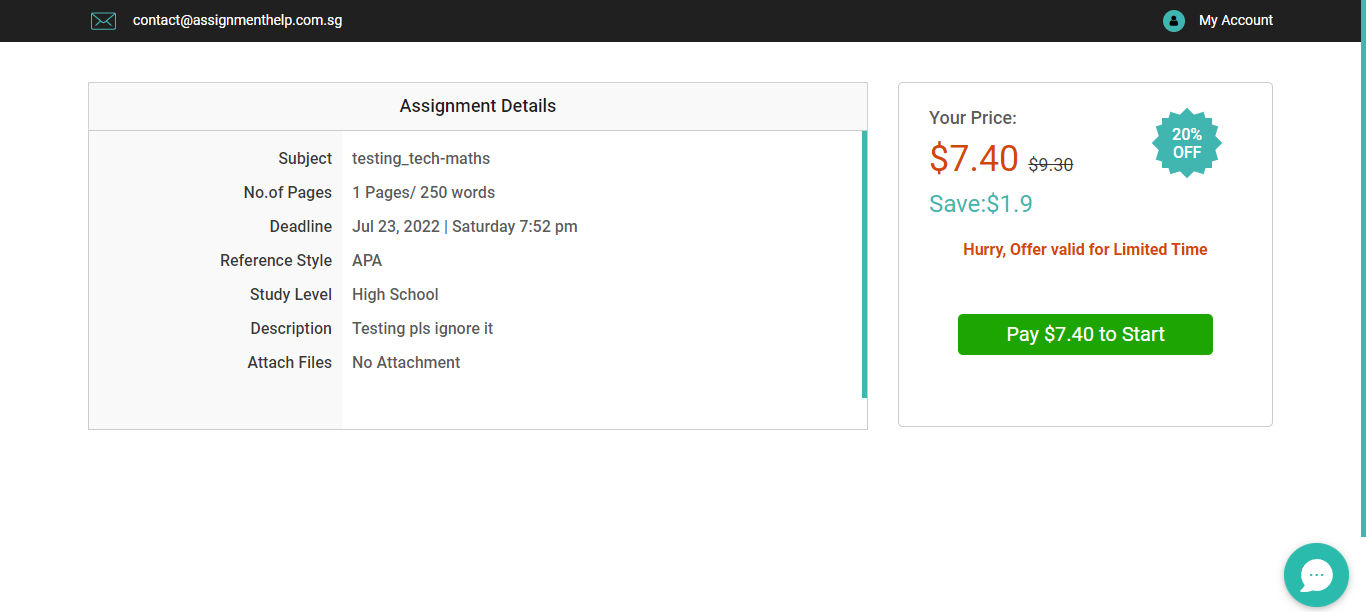 contact@assignmenthelp.com.sg
My Account
Assignment Details
Subject testing_tech-maths
No.of Pages 1 Pages/ 250 words
Deadline Jul 23, 2022 | Saturday 7:52 pm
Reference Style APA
Study Level High School
Description Testing pls ignore it
Attach Files No Attachment
Your Price:
$7.40 $9.30
20%
OFF
Save:$1.9
Hurry, Offer valid for Limited Time
Pay $7.40 to Start